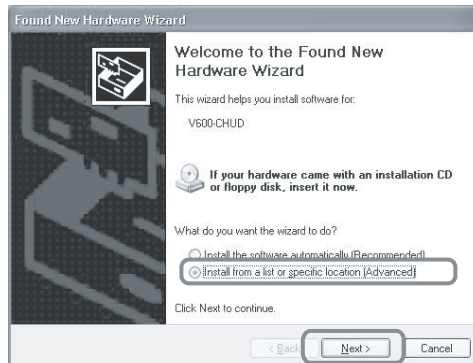 Found New Hardware Wizard
Welcome to the Found New
Hardware Wizard
This wizard helps you install software for:
V600-CHUD
If your hardware came with an installation CD
or floppy disk, insert it now.
What do you want the wizard to do?
Install the software automatically (Recommended)
Install from a list or specific location (Advanced)
Click Next to continue.
< Back
Next >
Cancel